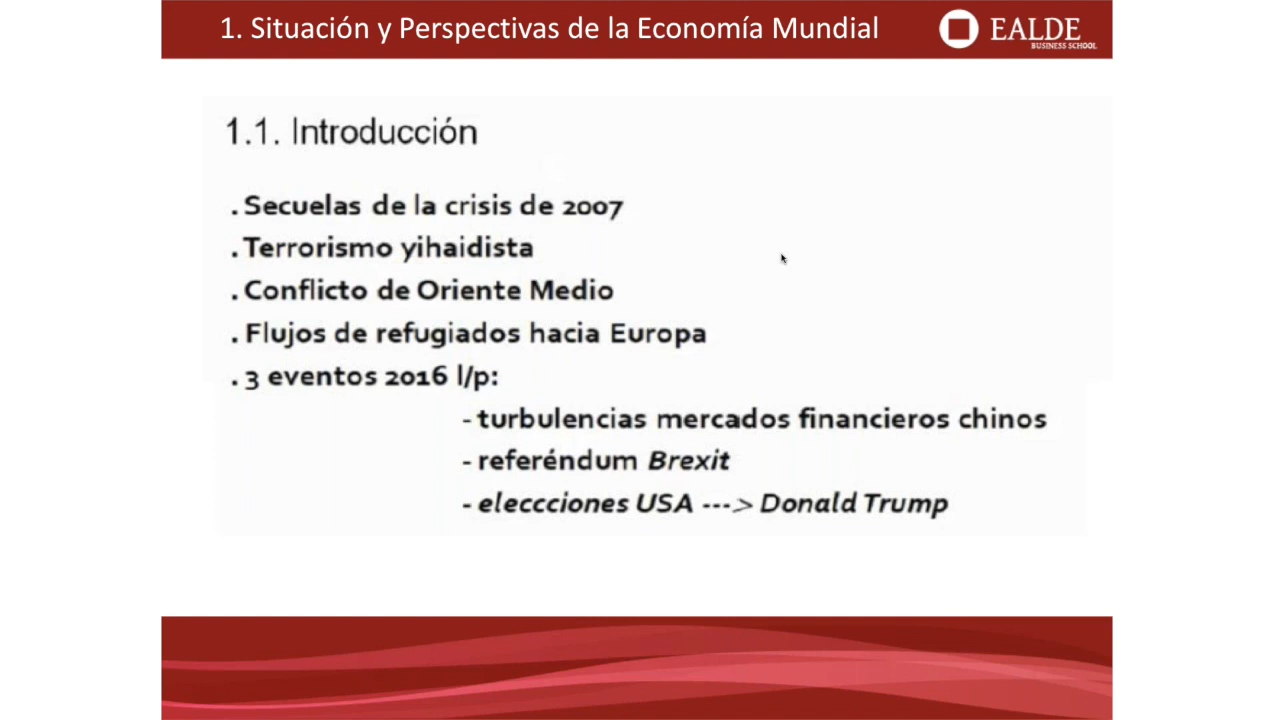 1. Situación y Perspectivas de la Economía Mundial
EALDE
BUSINESS SCHOOL
1.1. Introducción
. Secuelas de la crisis de 2007
. Terrorismo yihaidista
. Conflicto de Oriente Medio
. Flujos de refugiados hacia Europa
. 3 eventos 2016 l/p:
- turbulencias mercados financieros chinos
- referéndum Brexit
- eleccciones USA ---> Donald Trump